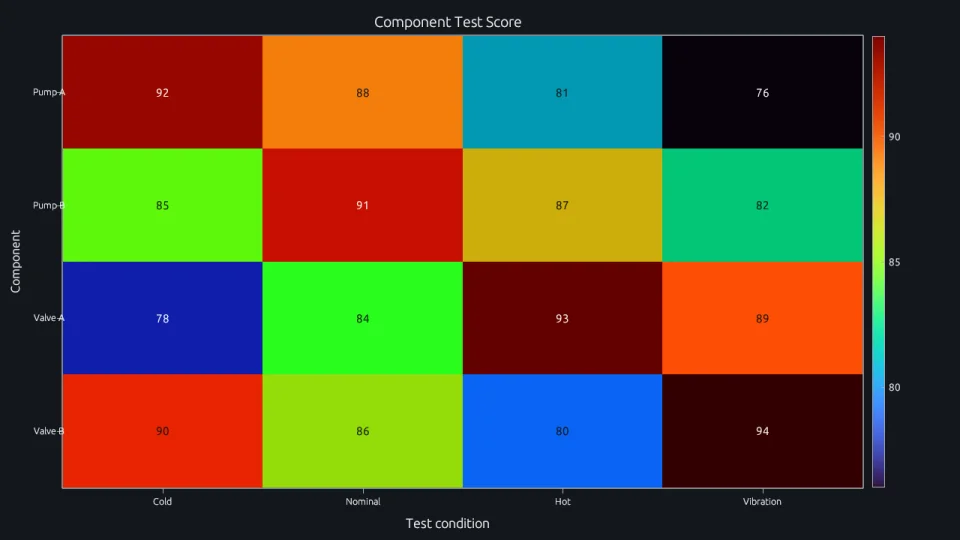 Component Test Score
Pump A 92 88 81 76
Pump B 85 91 87 82
Valve A 78 84 93 89
Valve B 90 86 80 94
Cold Nominal Hot Vibration
Test condition
Component
90
85
80